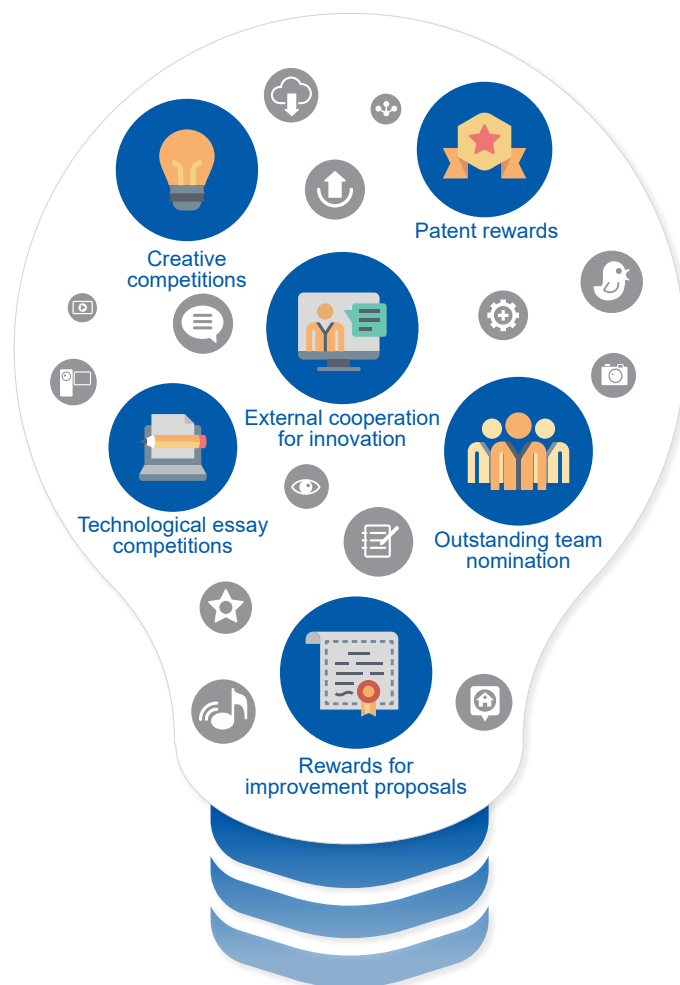 Patent rewards
Creative
competitions
External cooperation
for innovation
Technological essay
competitions
Outstanding team
nomination
Rewards for
improvement proposals